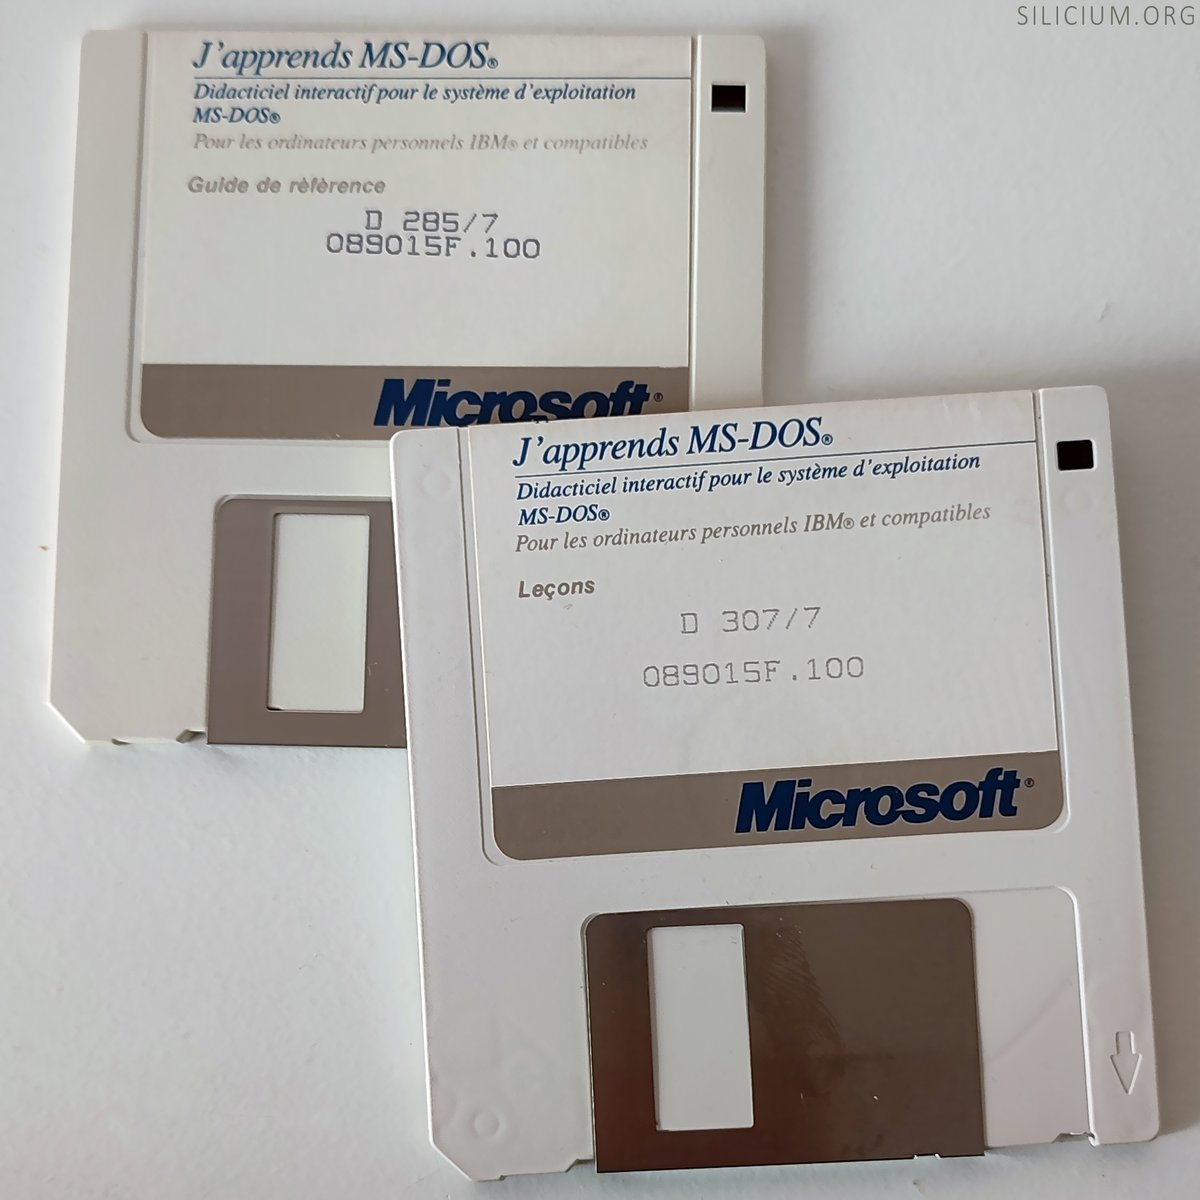 SILICIUM.ORG
J'apprends MS-DOS®
Didacticiel interactif pour le système d'exploitation
MS-DOS®
Pour les ordinateurs personnels IBM® et compatibles
Guide de référence
D 285/7
089015F.100
Microsoft®
J'apprends MS-DOS®
Didacticiel interactif pour le système d'exploitation
MS-DOS®
Pour les ordinateurs personnels IBM® et compatibles
Leçons
D 307/7
089015F.100
Microsoft®